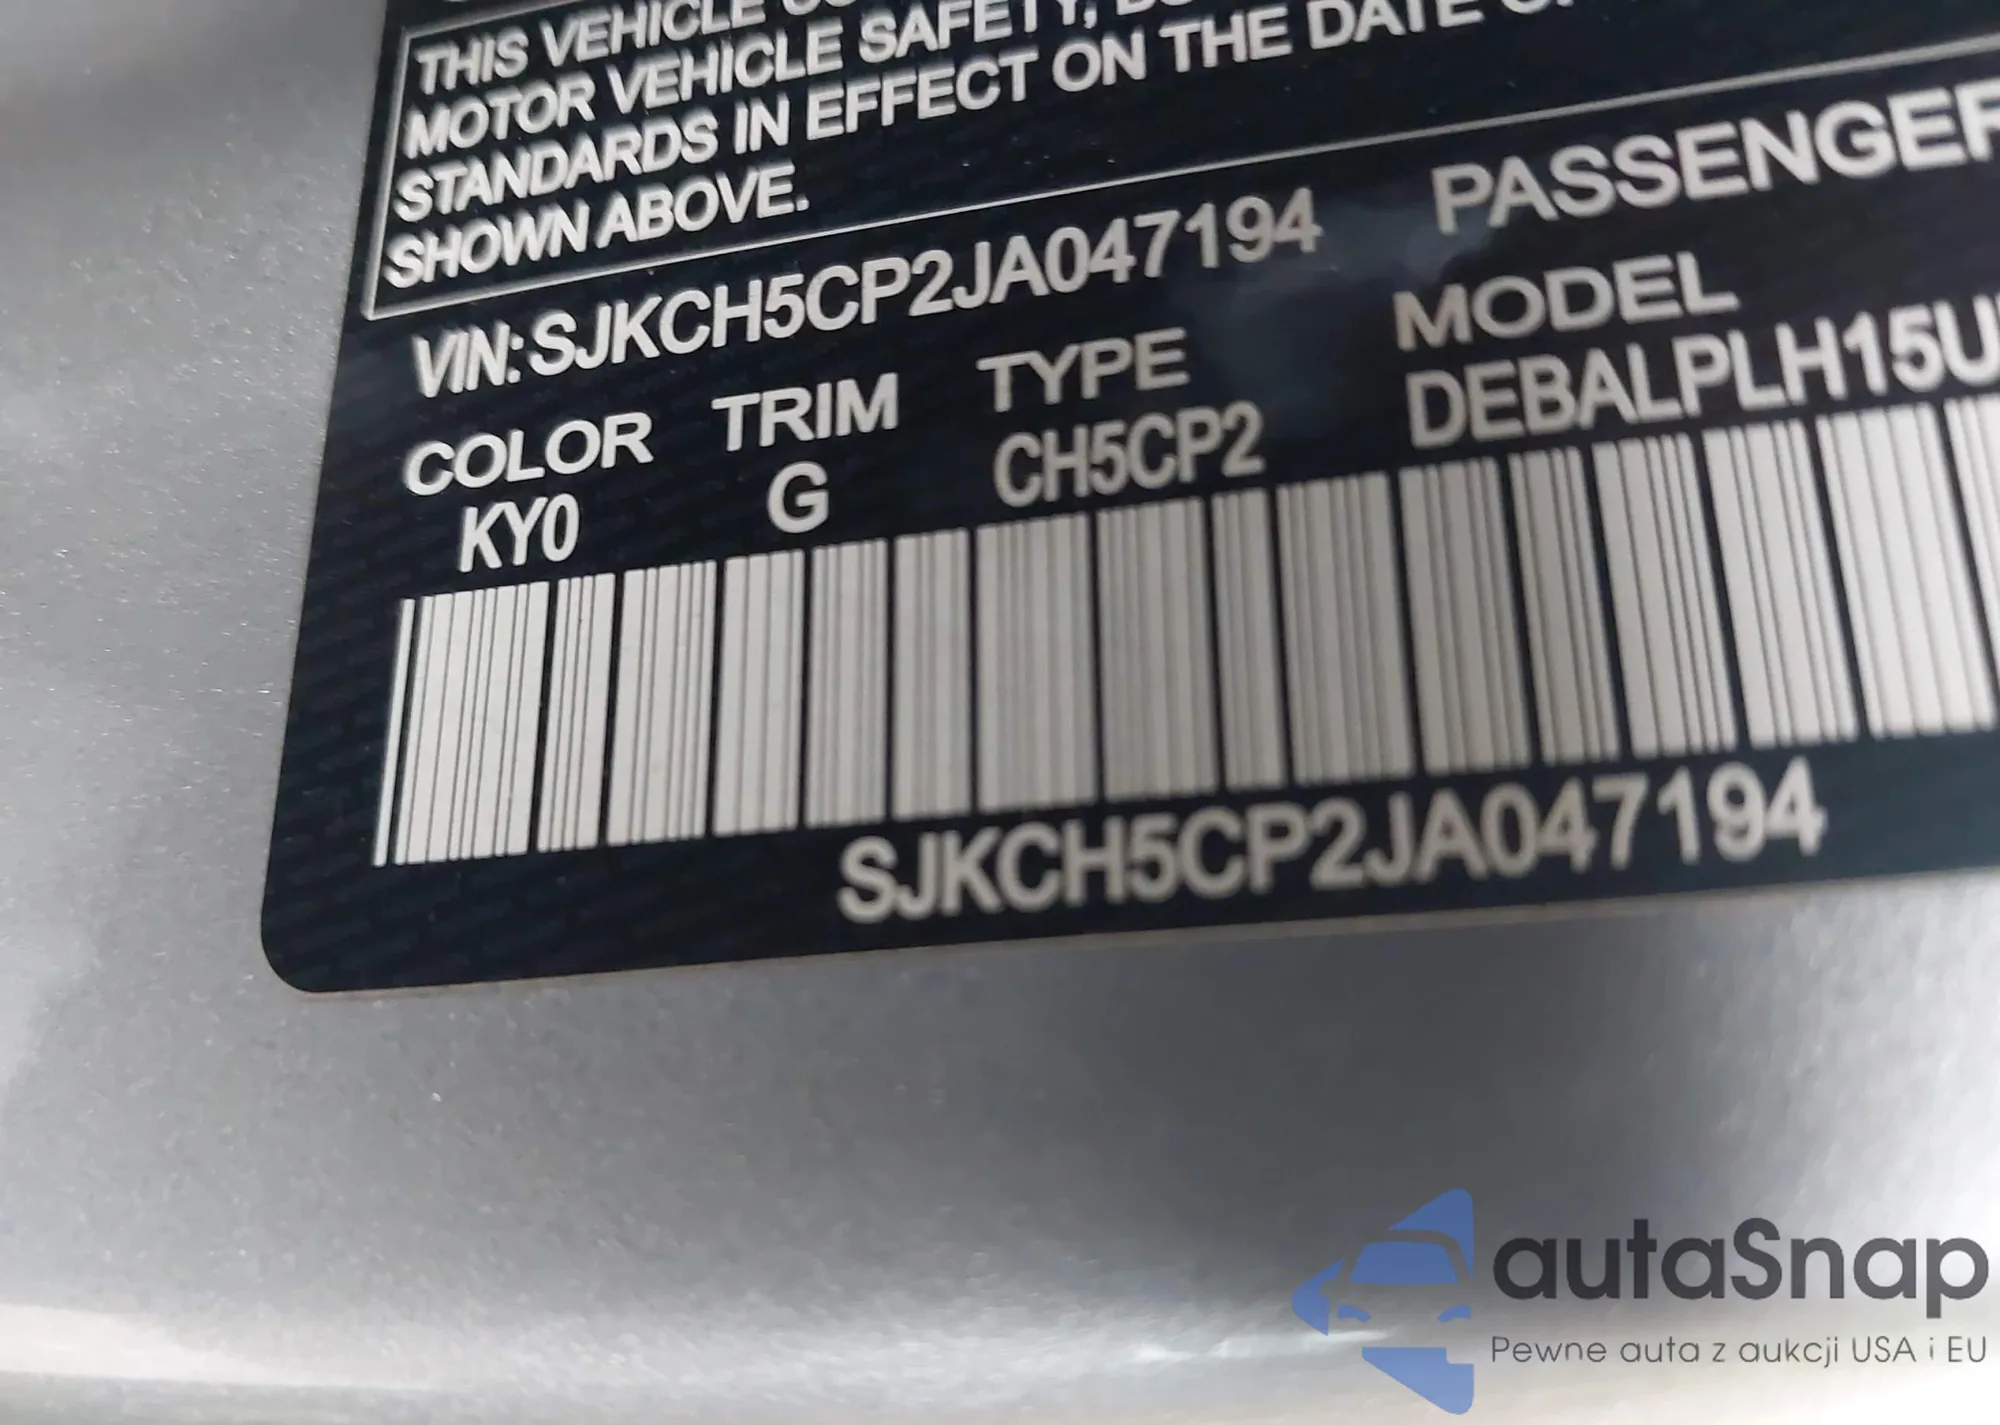 THIS VEHICLE
MOTOR VEHICLE SAFETY,
STANDARDS IN EFFECT ON THE DATE
SHOWN ABOVE.
VIN: SJKCH5CP2JA047194 PASSENGER
COLOR TRIM TYPE MODEL
KY0 G CH5CP2 DEBALPLH15U
SJKCH5CP2JA047194
autaSnap
Pewne auta z aukcji USA i EU